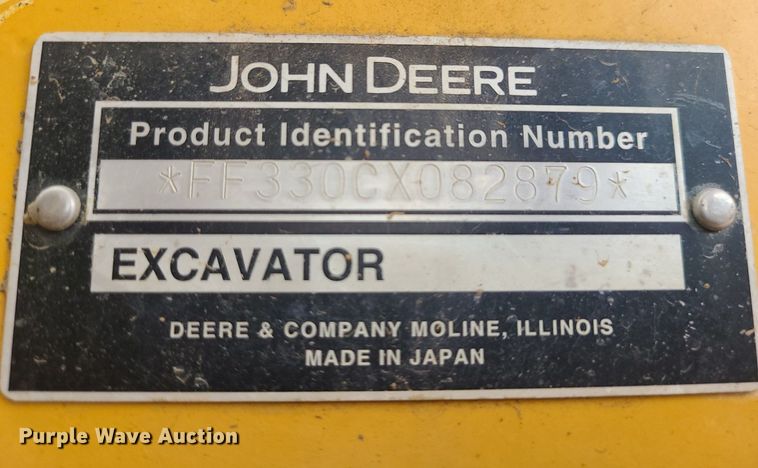 JOHN DEERE
Product Identification Number
*FF330CX082879*
EXCAVATOR
DEERE & COMPANY MOLINE, ILLINOIS
MADE IN JAPAN
Purple Wave Auction